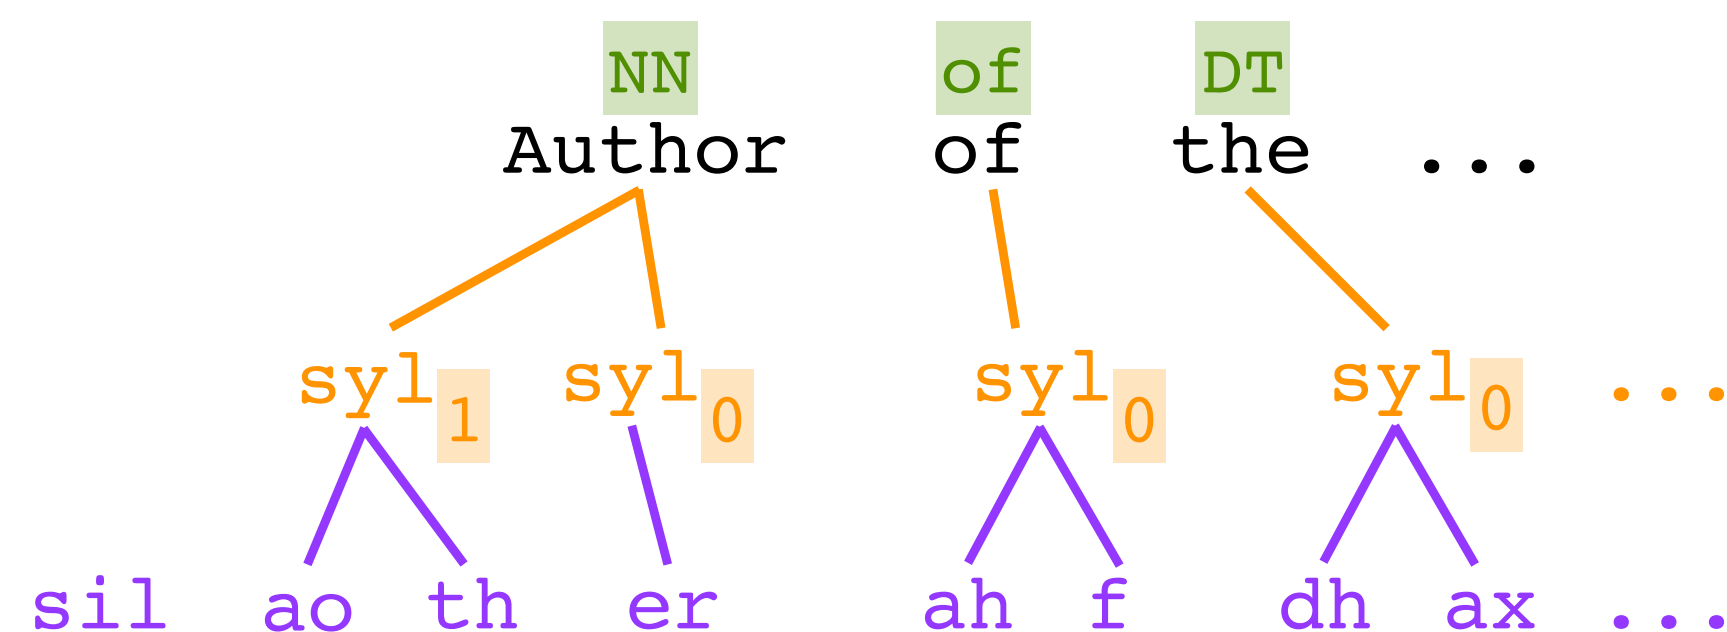 NN of DT
Author of the ...
syl1 syl0 syl0 syl0 ...
sil ao th er ah f dh ax ...